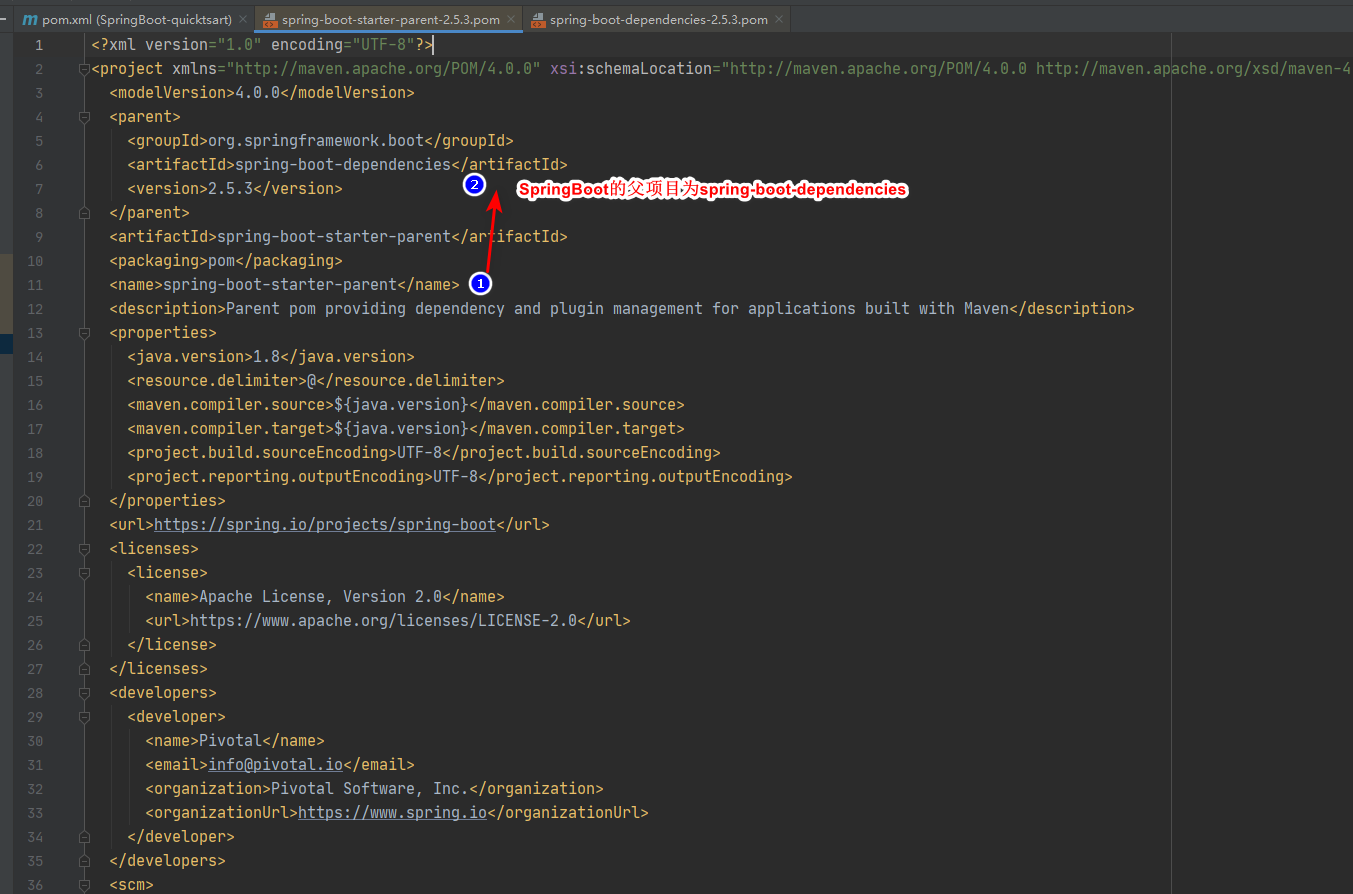 pom.xml (SpringBoot-quicktsart) spring-boot-starter-parent-2.5.3.pom spring-boot-dependencies-2.5.3.pom
1 <?xml version="1.0" encoding="UTF-8"?>
2 <project xmlns="http://maven.apache.org/POM/4.0.0" xsi:schemaLocation="http://maven.apache.org/POM/4.0.0 http://maven.apache.org/xsd/maven-4
3 <modelVersion>4.0.0</modelVersion>
4 <parent>
5 <groupId>org.springframework.boot</groupId>
6 <artifactId>spring-boot-dependencies</artifactId>
7 <version>2.5.3</version> 2 SpringBoot的父项目为spring-boot-dependencies
8 </parent>
9 <artifactId>spring-boot-starter-parent</artifactId>
10 <packaging>pom</packaging>
11 <name>spring-boot-starter-parent</name> 1
12 <description>Parent pom providing dependency and plugin management for applications built with Maven</description>
13 <properties>
14 <java.version>1.8</java.version>
15 <resource.delimiter>@</resource.delimiter>
16 <maven.compiler.source>${java.version}</maven.compiler.source>
17 <maven.compiler.target>${java.version}</maven.compiler.target>
18 <project.build.sourceEncoding>UTF-8</project.build.sourceEncoding>
19 <project.reporting.outputEncoding>UTF-8</project.reporting.outputEncoding>
20 </properties>
21 <url>https://spring.io/projects/spring-boot</url>
22 <licenses>
23 <license>
24 <name>Apache License, Version 2.0</name>
25 <url>https://www.apache.org/licenses/LICENSE-2.0</url>
26 </license>
27 </licenses>
28 <developers>
29 <developer>
30 <name>Pivotal</name>
31 <email>info@pivotal.io</email>
32 <organization>Pivotal Software, Inc.</organization>
33 <organizationUrl>https://www.spring.io</organizationUrl>
34 </developer>
35 </developers>
36 <scm>